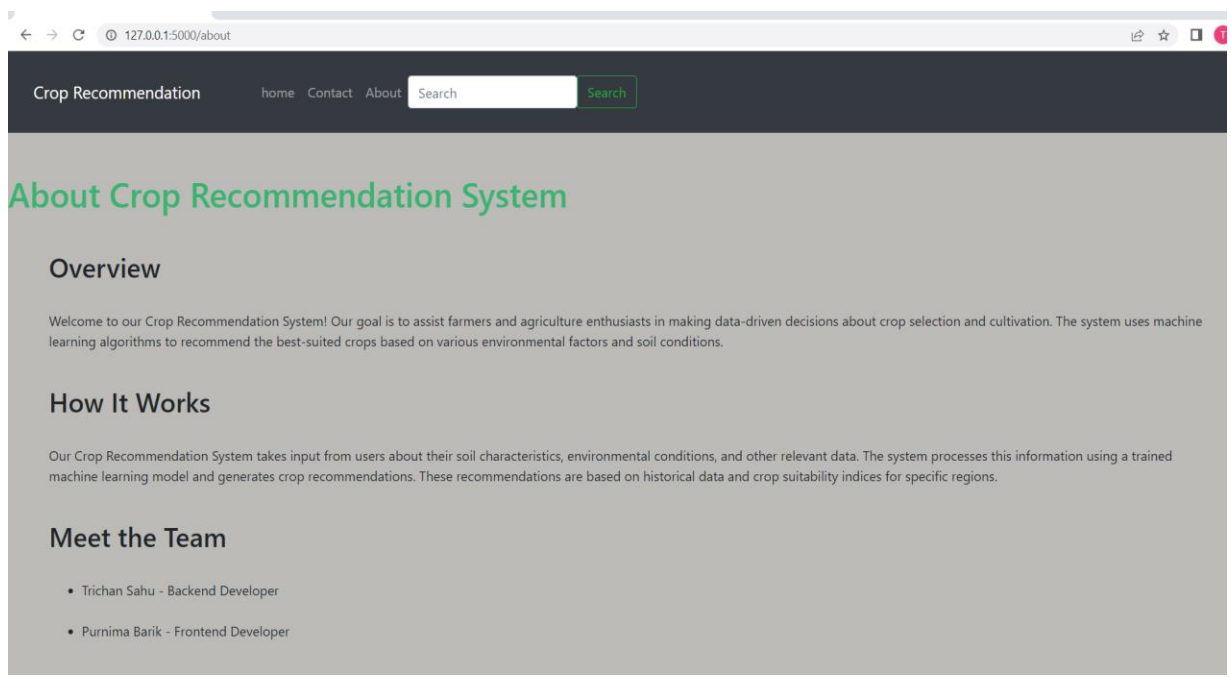 127.0.0.1:5000/about
T
Crop Recommendation home Contact About Search Search
About Crop Recommendation System
Overview
Welcome to our Crop Recommendation System! Our goal is to assist farmers and agriculture enthusiasts in making data-driven decisions about crop selection and cultivation. The system uses machine
learning algorithms to recommend the best-suited crops based on various environmental factors and soil conditions.
How It Works
Our Crop Recommendation System takes input from users about their soil characteristics, environmental conditions, and other relevant data. The system processes this information using a trained
machine learning model and generates crop recommendations. These recommendations are based on historical data and crop suitability indices for specific regions.
Meet the Team
• Trichan Sahu - Backend Developer
• Purnima Barik - Frontend Developer